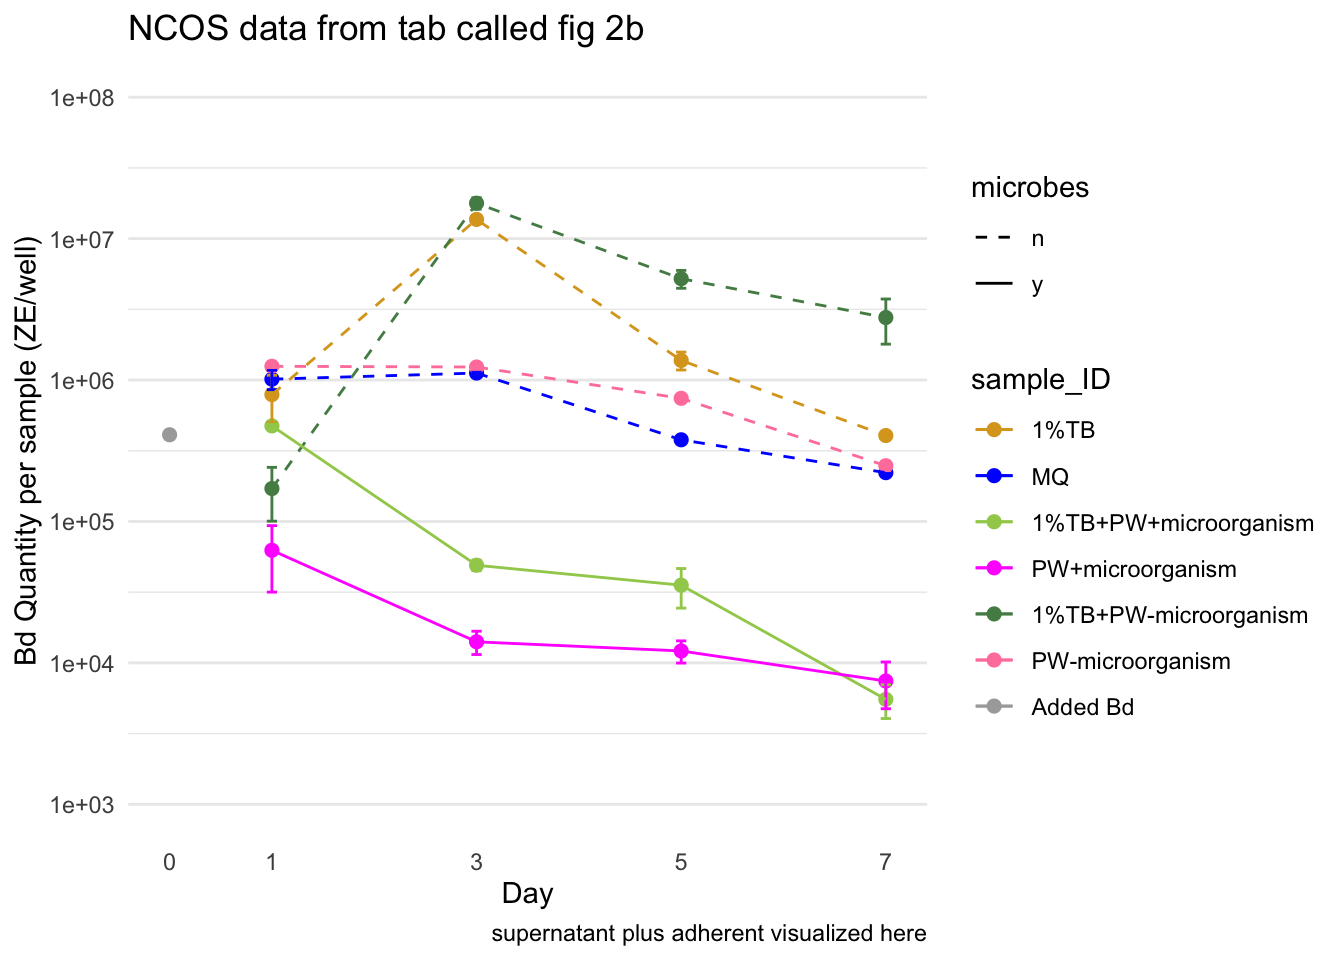 NCOS data from tab called fig 2b
1e+08
1e+07
1e+06
1e+05
1e+04
1e+03
Bd Quantity per sample (ZE/well)
0 1 3 5 7
Day
supernatant plus adherent visualized here
microbes
n
y
sample_ID
1%TB
MQ
1%TB+PW+microorganism
PW+microorganism
1%TB+PW-microorganism
PW-microorganism
Added Bd